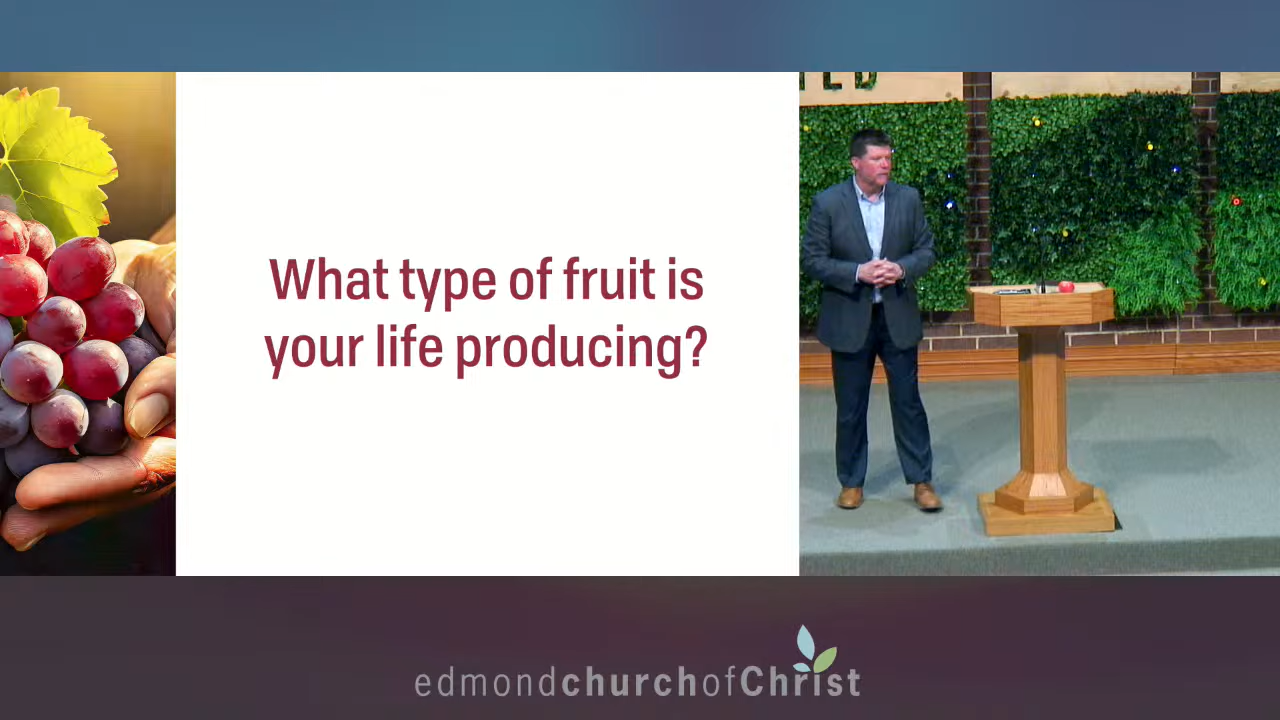 What type of fruit is
your life producing?
edmondchurchofChrist